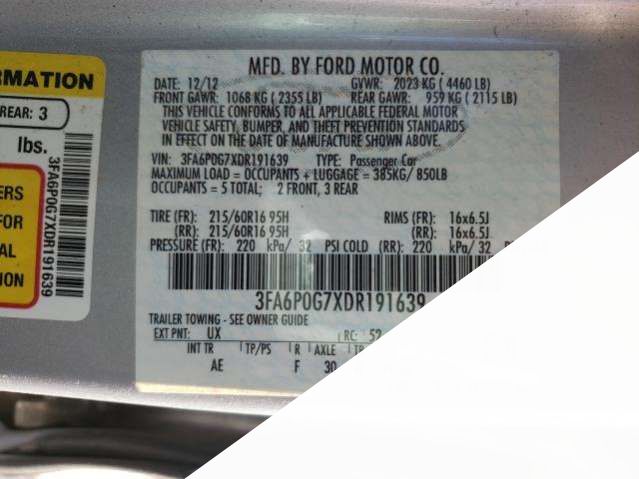 RMATION
REAR: 3
lbs.
ERS
FOR
AL
TION
3FA6P0G7XDR191639
MFD. BY FORD MOTOR CO.
DATE: 12/12 GVWR: 2023 KG ( 4460 LB)
FRONT GAWR: 1068 KG ( 2355 LB) REAR GAWR: 959 KG ( 2115 LB)
THIS VEHICLE CONFORMS TO ALL APPLICABLE FEDERAL MOTOR
VEHICLE SAFETY, BUMPER, AND THEFT PREVENTION STANDARDS
IN EFFECT ON THE DATE OF MANUFACTURE SHOWN ABOVE.
VIN: 3FA6P0G7XDR191639 TYPE: Passenger Car
MAXIMUM LOAD = OCCUPANTS + LUGGAGE = 385KG/ 850LB
OCCUPANTS = 5 TOTAL; 2 FRONT, 3 REAR
TIRE (FR): 215/60R16 95H RIMS (FR): 16x6.5J
(RR): 215/60R16 95H (RR): 16x6.5J
PRESSURE (FR): 220 kPa/ 32 PSI COLD (RR): 220 kPa/ 32
3FA6P0G7XDR191639
TRAILER TOWING - SEE OWNER GUIDE
EXT PNT: UX RC: 52
INT TR TP/PS R AXLE
AE F 30